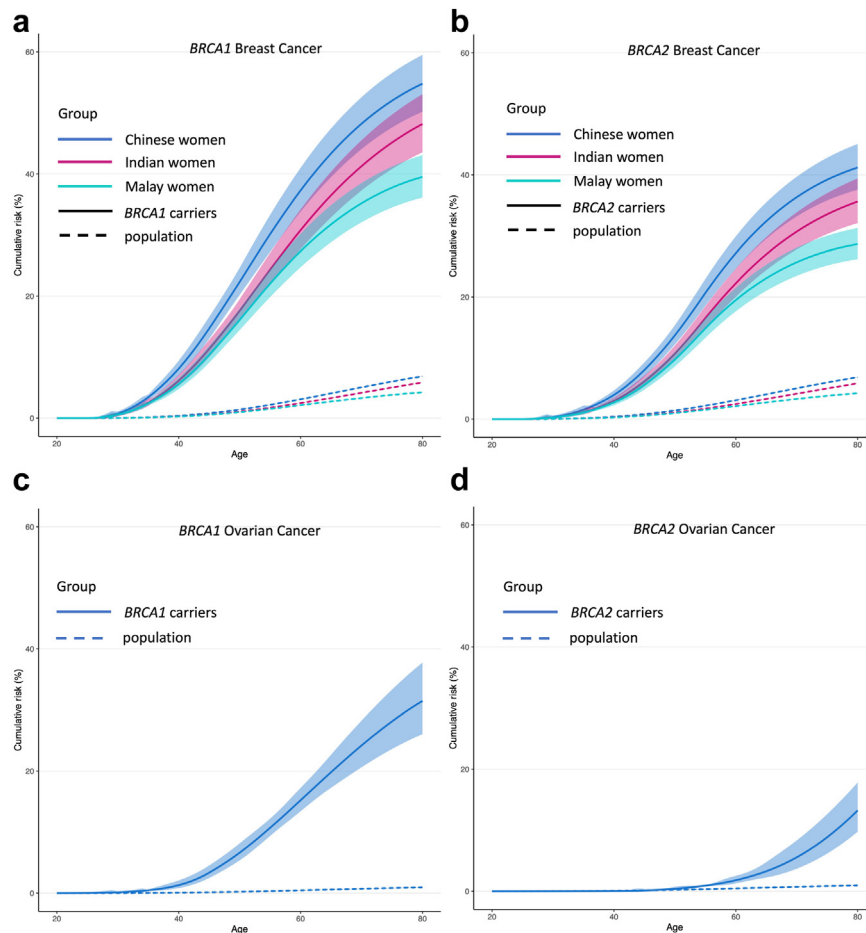 a
BRCA1 Breast Cancer
60
Group
Chinese women
Indian women
Malay women
BRCA1 carriers
population
40
20
0
Cumulative risk (%)
20 40 60 80
Age
b
BRCA2 Breast Cancer
60
Group
Chinese women
Indian women
Malay women
BRCA2 carriers
population
40
20
0
Cumulative risk (%)
20 40 60 80
Age
c
BRCA1 Ovarian Cancer
60
Group
BRCA1 carriers
population
40
20
0
Cumulative risk (%)
20 40 60 80
Age
d
BRCA2 Ovarian Cancer
60
Group
BRCA2 carriers
population
40
20
0
Cumulative risk (%)
20 40 60 80
Age